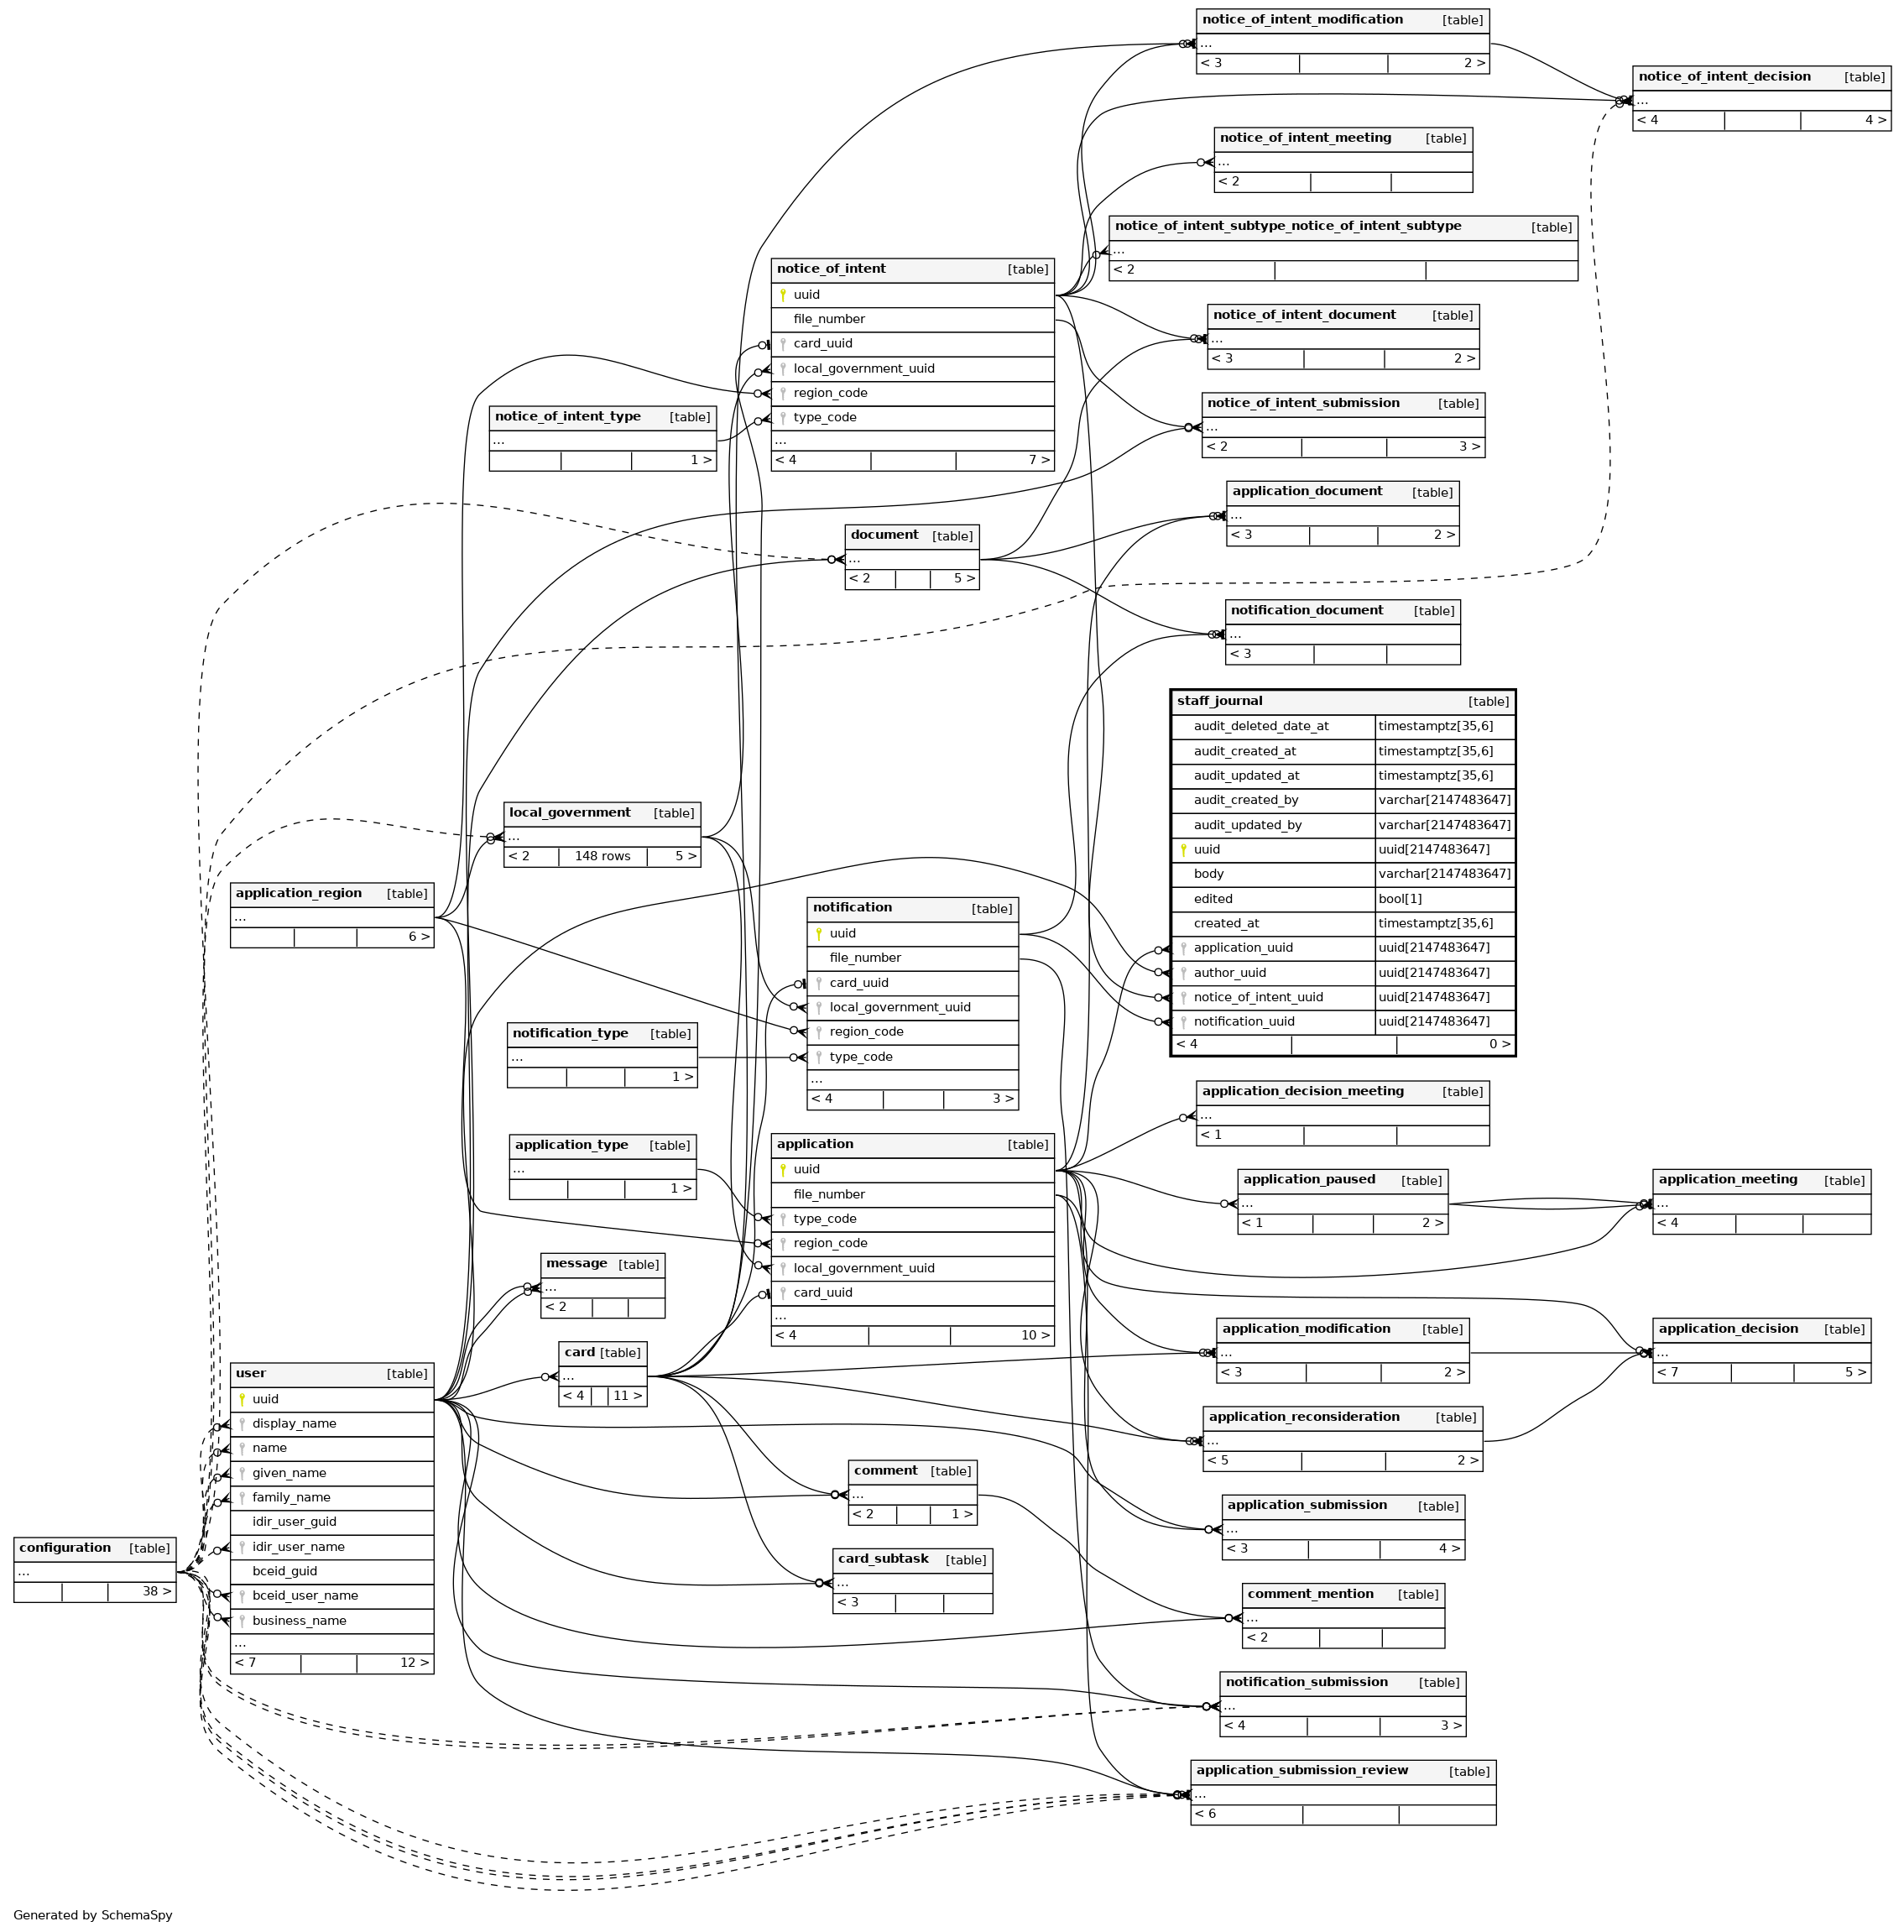 notice_of_intent_modification [table]
...
< 3 2 >
notice_of_intent_decision [table]
...
< 4 4 >
notice_of_intent_meeting [table]
...
< 2
notice_of_intent_subtype_notice_of_intent_subtype [table]
...
< 2
notice_of_intent [table]
uuid
file_number
card_uuid
local_government_uuid
region_code
type_code
...
< 4 7 >
notice_of_intent_document [table]
...
< 3 2 >
notice_of_intent_type [table]
...
1 >
notice_of_intent_submission [table]
...
< 2 3 >
application_document [table]
...
< 3 2 >
document [table]
...
< 2 5 >
notification_document [table]
...
< 3
staff_journal [table]
audit_deleted_date_at timestamptz[35,6]
audit_created_at timestamptz[35,6]
audit_updated_at timestamptz[35,6]
audit_created_by varchar[2147483647]
audit_updated_by varchar[2147483647]
uuid uuid[2147483647]
body varchar[2147483647]
edited bool[1]
created_at timestamptz[35,6]
application_uuid uuid[2147483647]
author_uuid uuid[2147483647]
notice_of_intent_uuid uuid[2147483647]
notification_uuid uuid[2147483647]
< 4 0 >
local_government [table]
...
< 2 148 rows 5 >
application_region [table]
...
6 >
notification [table]
uuid
file_number
card_uuid
local_government_uuid
region_code
type_code
...
< 4 3 >
notification_type [table]
...
1 >
application_decision_meeting [table]
...
< 1
application_type [table]
...
1 >
application [table]
uuid
file_number
type_code
region_code
local_government_uuid
card_uuid
...
< 4 10 >
application_paused [table]
...
< 1 2 >
application_meeting [table]
...
< 4
message [table]
...
< 2
application_modification [table]
...
< 3 2 >
application_decision [table]
...
< 7 5 >
card [table]
...
< 4 11 >
user [table]
uuid
display_name
name
given_name
family_name
idir_user_guid
idir_user_name
bceid_guid
bceid_user_name
business_name
...
< 7 12 >
application_reconsideration [table]
...
< 5 2 >
comment [table]
...
< 2 1 >
application_submission [table]
...
< 3 4 >
configuration [table]
...
38 >
card_subtask [table]
...
< 3
comment_mention [table]
...
< 2
notification_submission [table]
...
< 4 3 >
application_submission_review [table]
...
< 6
Generated by SchemaSpy